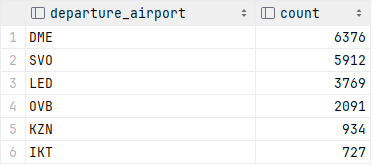 departure_airport count
1 DME 6376
2 SVO 5912
3 LED 3769
4 OVB 2091
5 KZN 934
6 IKT 727